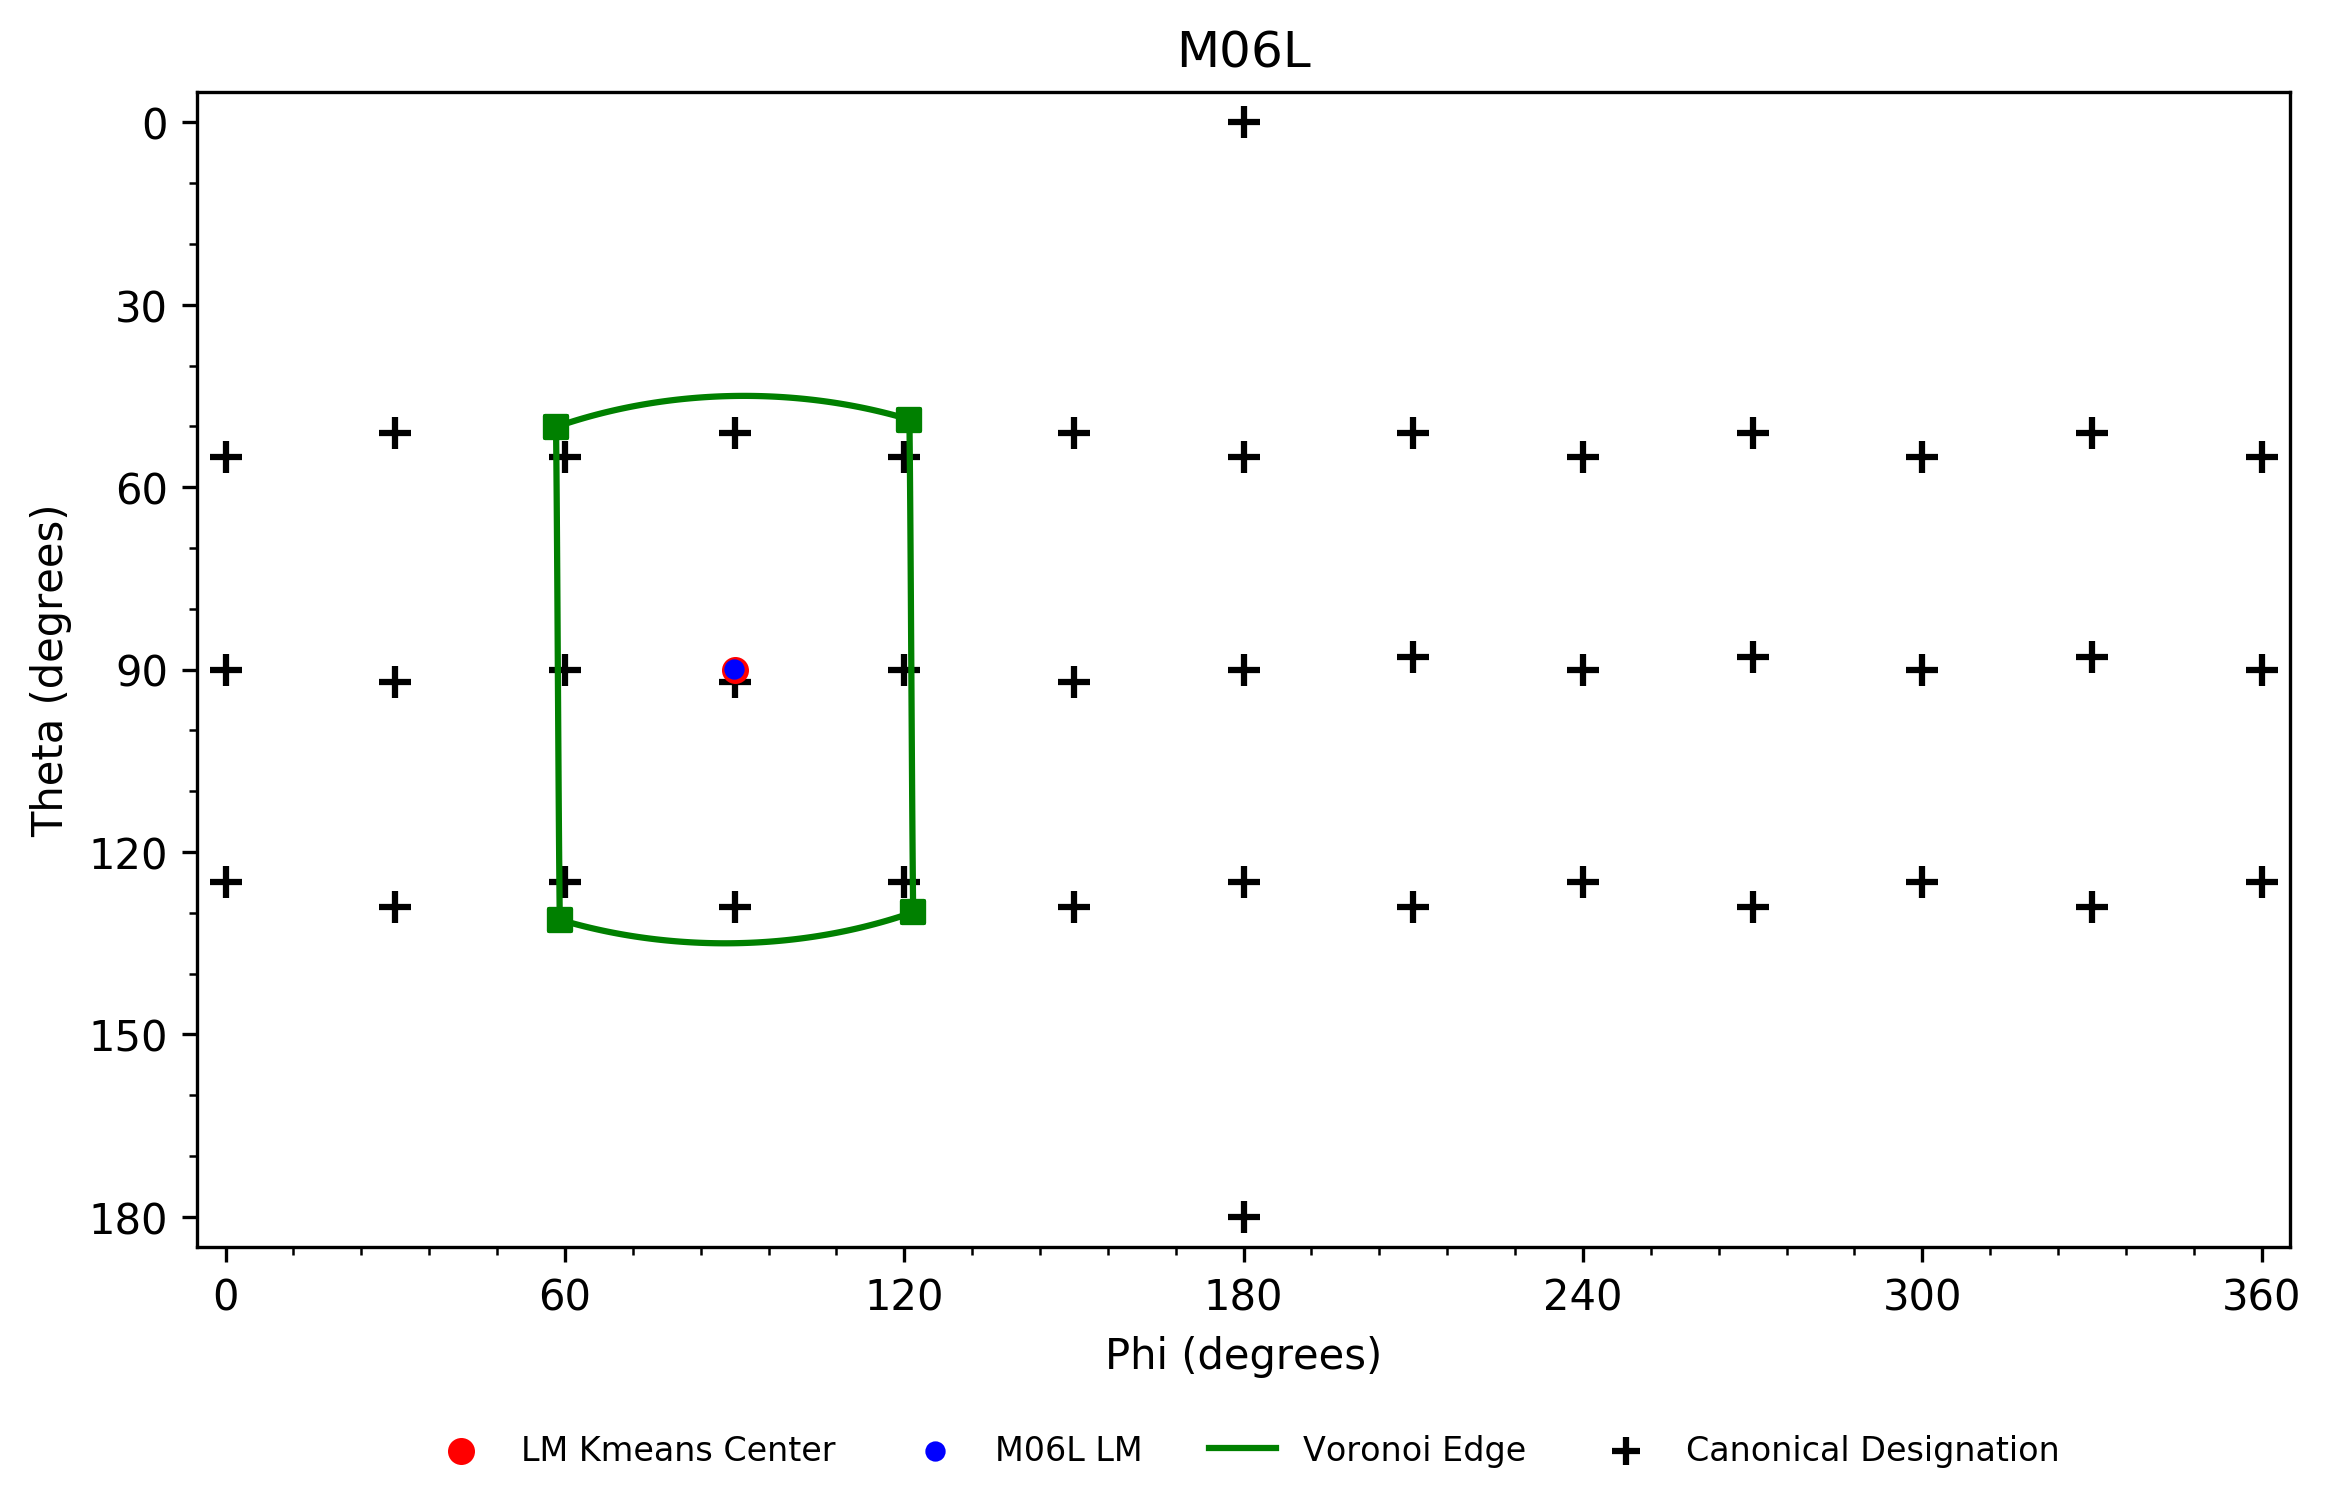 M06L
0
30
60
90
120
150
180
Theta (degrees)
0 60 120 180 240 300 360
Phi (degrees)
LM Kmeans Center M06L LM Voronoi Edge Canonical Designation